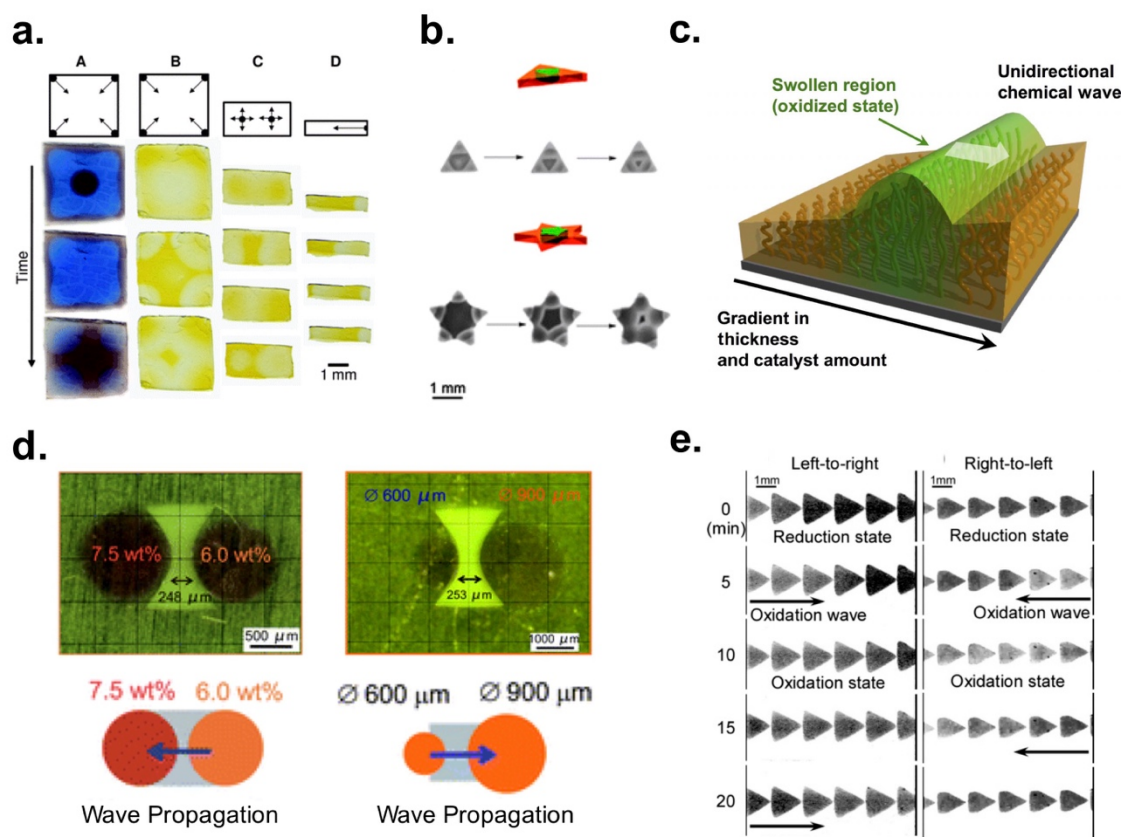 a.
A
B
C
D
Time
1 mm
b.
1 mm
c.
Swollen region
(oxidized state)
Unidirectional
chemical wave
Gradient in
thickness
and catalyst amount
d.
7.5 wt%
6.0 wt%
248 μm
500 μm
Ø 600 μm
Ø 900 μm
253 μm
1000 μm
7.5 wt%
6.0 wt%
Wave Propagation
Ø 600 μm
Ø 900 μm
Wave Propagation
e.
Left-to-right
Right-to-left
1mm
1mm
0
(min)
Reduction state
Reduction state
5
Oxidation wave
Oxidation wave
10
Oxidation state
Oxidation state
15
20